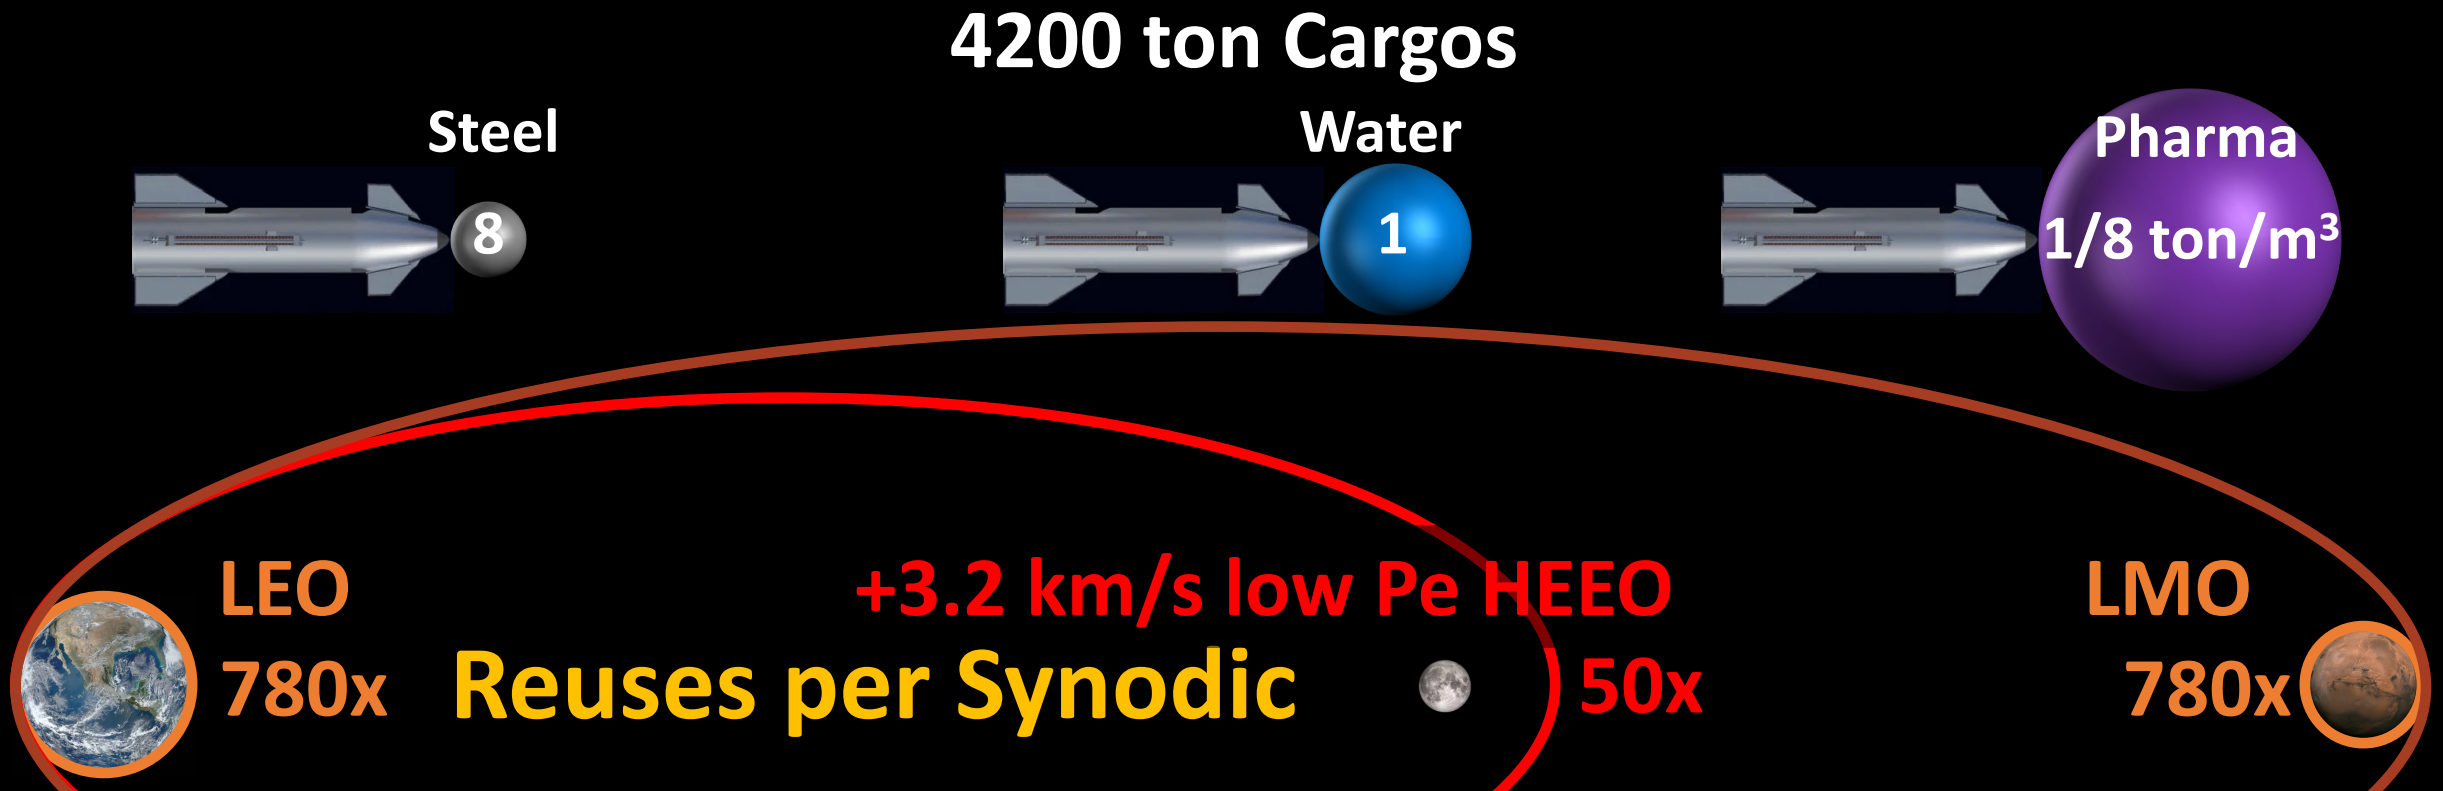 4200 ton Cargos
Steel
Water
Pharma
8
1
1/8 ton/m³
LEO
+3.2 km/s low Pe HEEO
LMO
780x
Reuses per Synodic
50x
780x